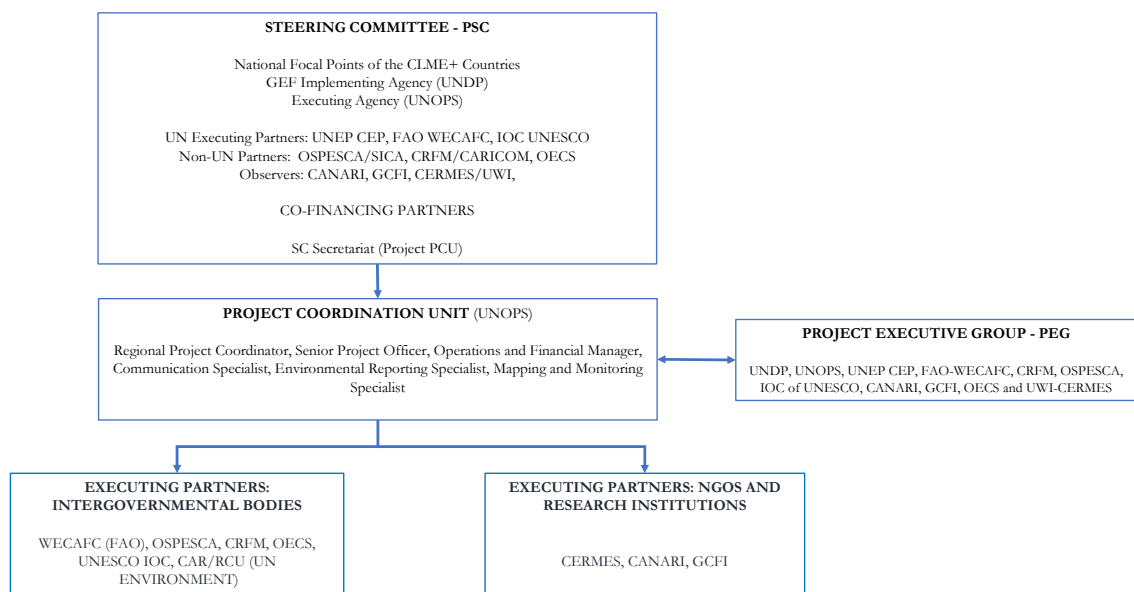 STEERING COMMITTEE - PSC
National Focal Points of the CLME+ Countries
GEF Implementing Agency (UNDP)
Executing Agency (UNOPS)
UN Executing Partners: UNEP CEP, FAO WECAFC, IOC UNESCO
Non-UN Partners: OSPESCA/SICA, CRFM/CARICOM, OECS
Observers: CANARI, GCFI, CERMES/UWI,
CO-FINANCING PARTNERS
SC Secretariat (Project PCU)
PROJECT COORDINATION UNIT (UNOPS)
Regional Project Coordinator, Senior Project Officer, Operations and Financial Manager,
Communication Specialist, Environmental Reporting Specialist, Mapping and Monitoring
Specialist
PROJECT EXECUTIVE GROUP - PEG
UNDP, UNOPS, UNEP CEP, FAO-WECAFC, CRFM, OSPESCA,
IOC of UNESCO, CANARI, GCFI, OECS and UWI-CERMES
EXECUTING PARTNERS:
INTERGOVERNMENTAL BODIES
WECAFC (FAO), OSPESCA, CRFM, OECS,
UNESCO IOC, CAR/RCU (UN
ENVIRONMENT)
EXECUTING PARTNERS: NGOS AND
RESEARCH INSTITUTIONS
CERMES, CANARI, GCFI